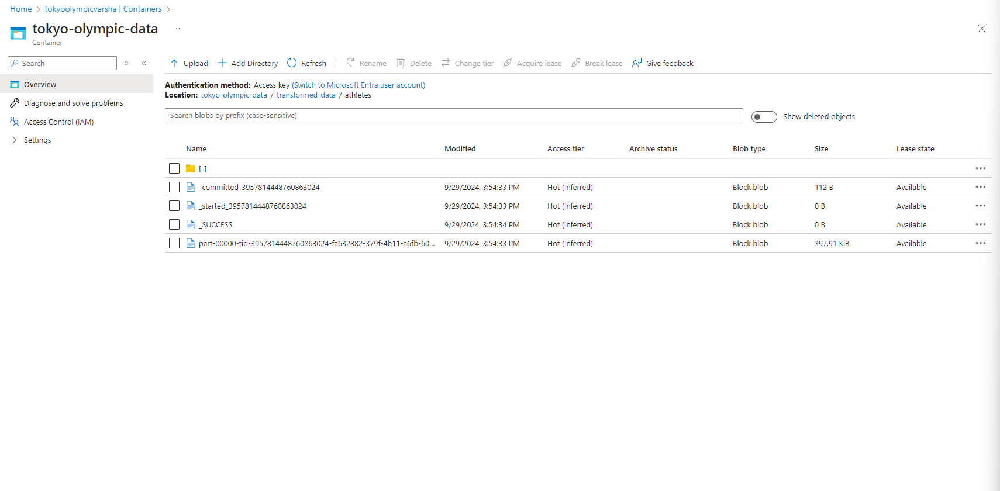 Home > tokyoolympicvarsha | Containers >
tokyo-olympic-data ...
Container
Search
Overview
Diagnose and solve problems
Access Control (IAM)
Settings
Upload Add Directory Refresh Rename Delete Change tier Acquire lease Break lease Give feedback
Authentication method: Access key (Switch to Microsoft Entra user account)
Location: tokyo-olympic-data / transformed-data / athletes
Search blobs by prefix (case-sensitive)
Show deleted objects
Name Modified Access tier Archive status Blob type Size Lease state
[..]
_committed_3957814448760863024 9/29/2024, 3:54:33 PM Hot (Inferred) Block blob 112 B Available
_started_3957814448760863024 9/29/2024, 3:54:33 PM Hot (Inferred) Block blob 0 B Available
_SUCCESS 9/29/2024, 3:54:34 PM Hot (Inferred) Block blob 0 B Available
part-00000-tid-3957814448760863024-fa632882-379f-4b11-a6fb-60... 9/29/2024, 3:54:33 PM Hot (Inferred) Block blob 397.91 KiB Available